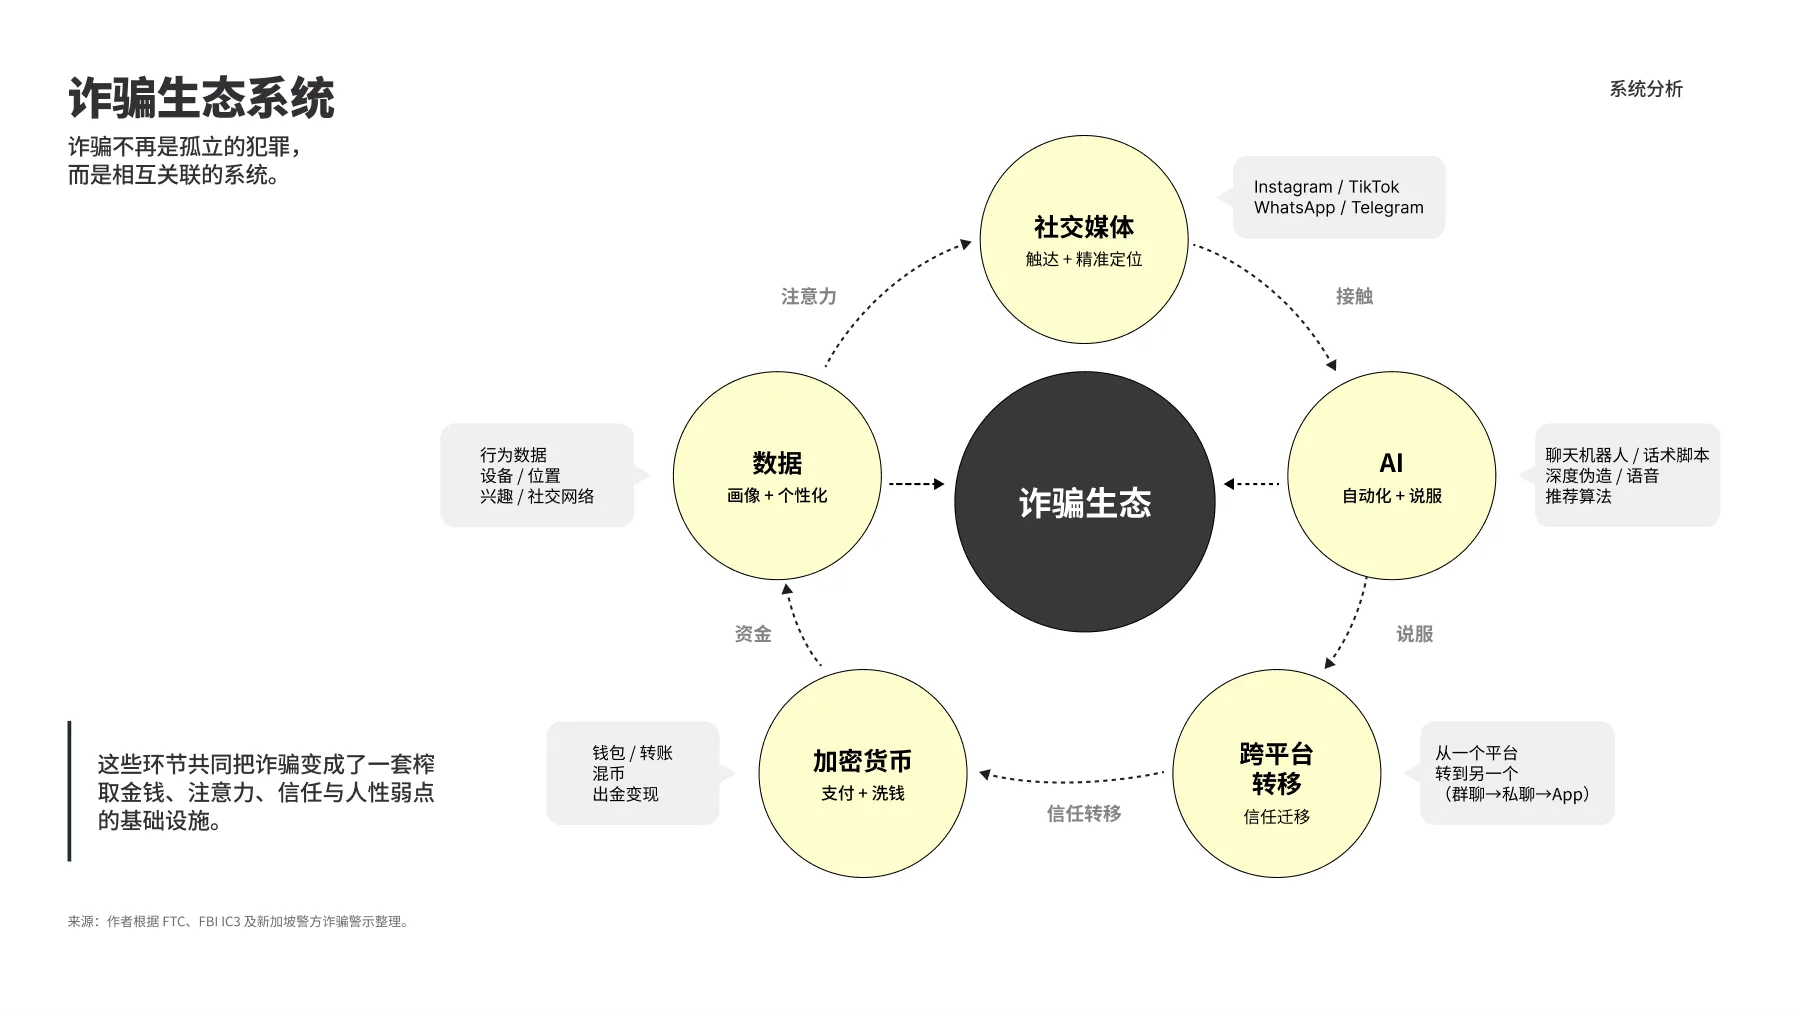 诈骗生态系统
诈骗不再是孤立的犯罪，
而是相互关联的系统。
系统分析
社交媒体
触达 + 精准定位
Instagram / TikTok
WhatsApp / Telegram
注意力
接触
数据
画像 + 个性化
行为数据
设备 / 位置
兴趣 / 社交网络
诈骗生态
AI
自动化 + 说服
聊天机器人 / 话术脚本
深度伪造 / 语音
推荐算法
资金
说服
加密货币
支付 + 洗钱
钱包 / 转账
混币
出金变现
信任转移
跨平台
转移
信任迁移
从一个平台
转到另一个
（群聊→私聊→App）
这些环节共同把诈骗变成了一套榨
取金钱、注意力、信任与人性弱点
的基础设施。
来源：作者根据 FTC、FBI IC3 及新加坡警方诈骗警示整理。